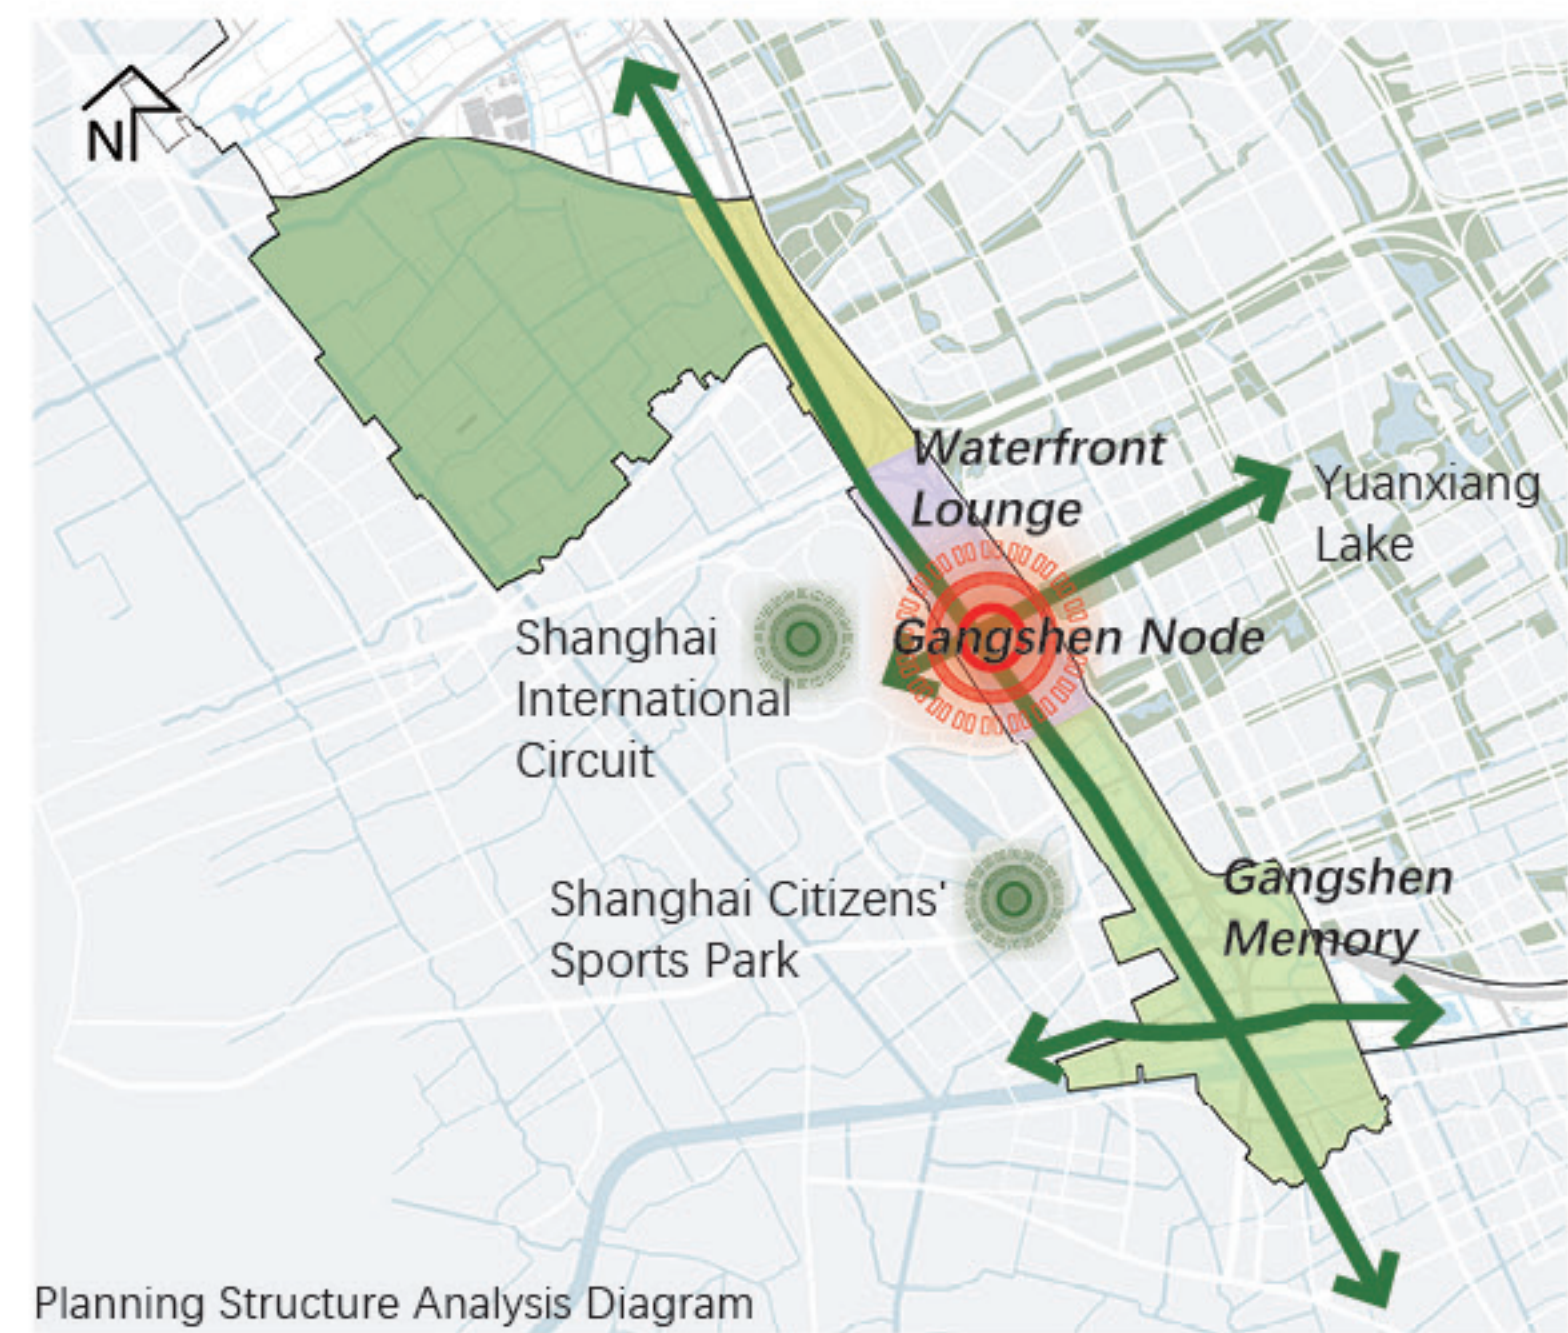 N
Waterfront
Lounge
Yuanxiang
Lake
Shanghai
International
Circuit
Gangshen Node
Shanghai Citizens'
Sports Park
Gangshen
Memory
Planning Structure Analysis Diagram